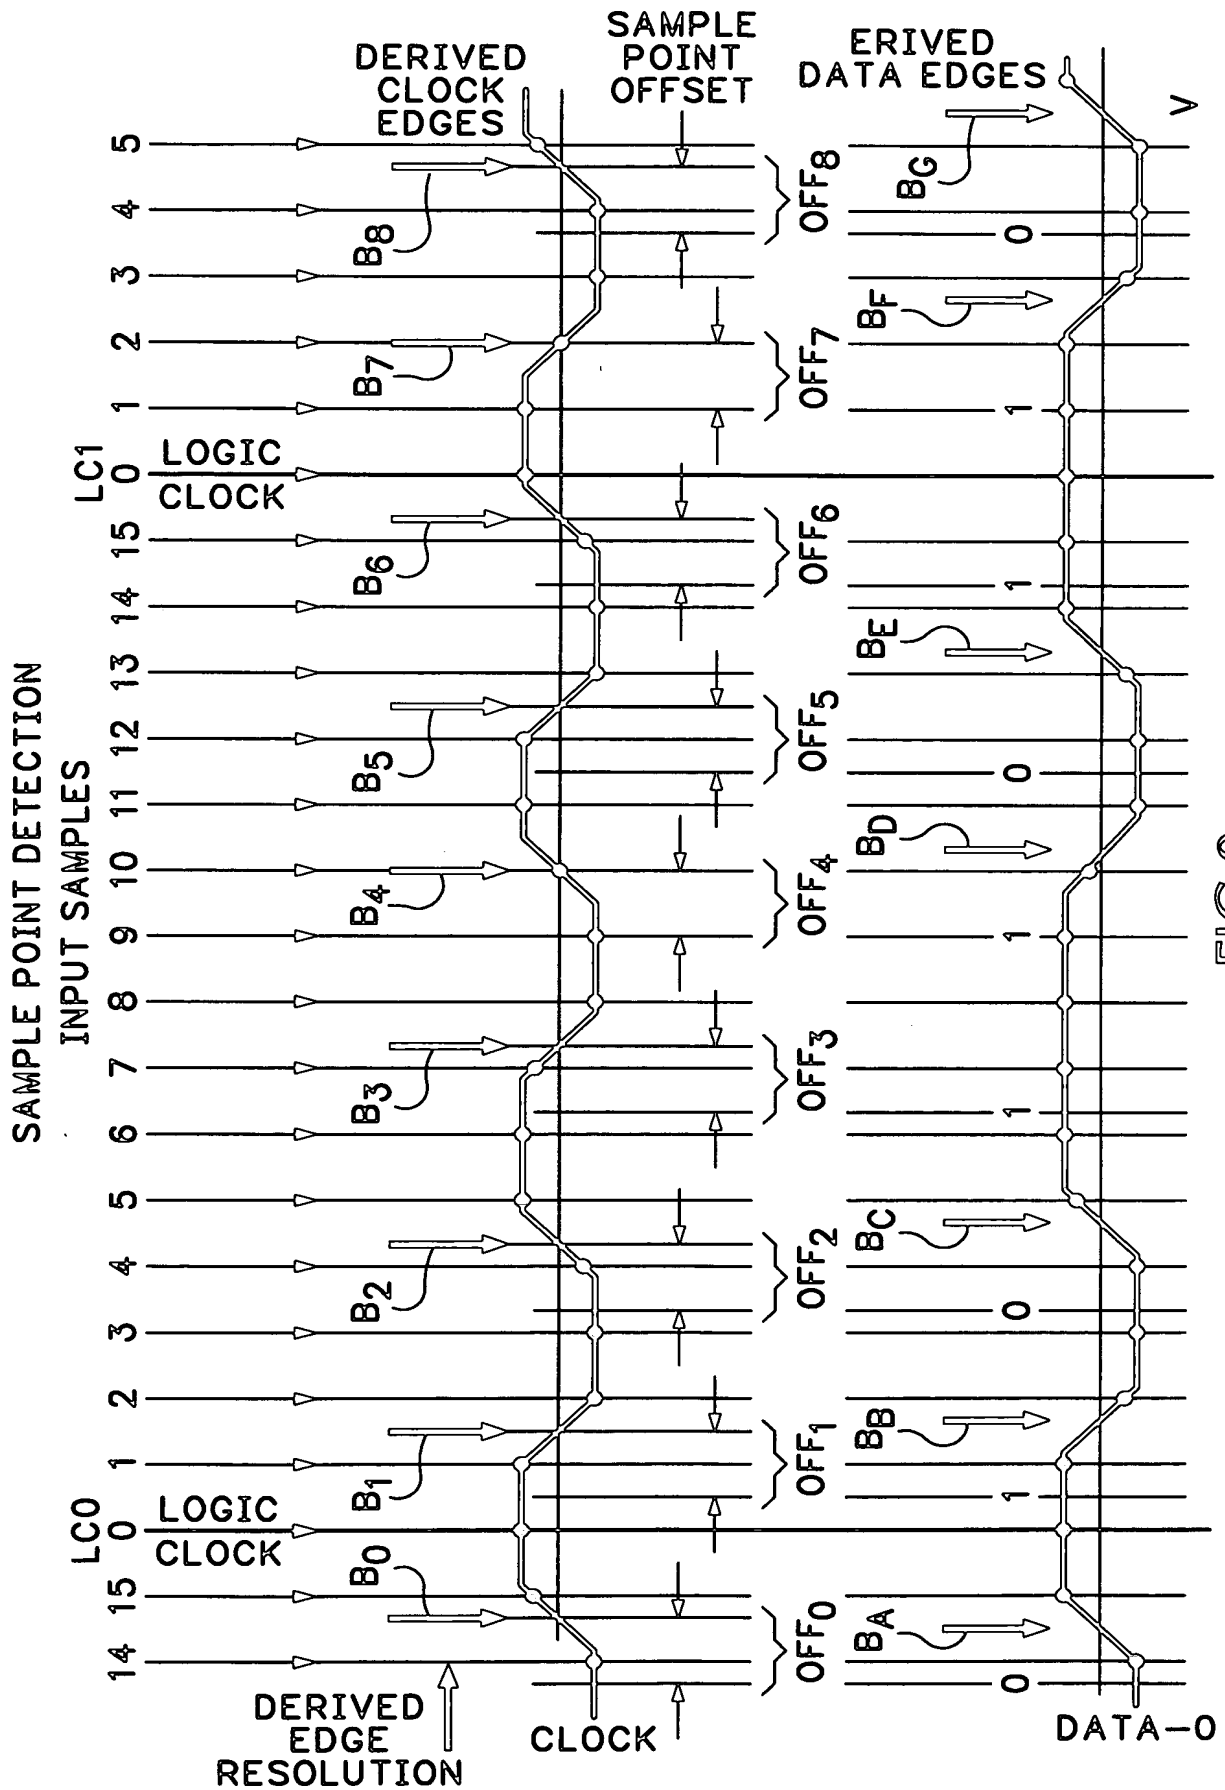 SAMPLE POINT DETECTION
INPUT SAMPLES
LC0 LC1
14 15 0 1 2 3 4 5 6 7 8 9 10 11 12 13 14 15 0 1 2 3 4 5
LOGIC CLOCK
LOGIC CLOCK
DERIVED
EDGE
RESOLUTION
B0 B1 B2 B3 B4 B5 B6 B7 B8
DERIVED
CLOCK
EDGES
CLOCK
SAMPLE
POINT
OFFSET
OFF0 OFF1 OFF2 OFF3 OFF4 OFF5 OFF6 OFF7 OFF8
ERIVED
DATA EDGES
BA BB BC BD BE BF BG
0 1 0 1 1 0 1 1 0
DATA-0